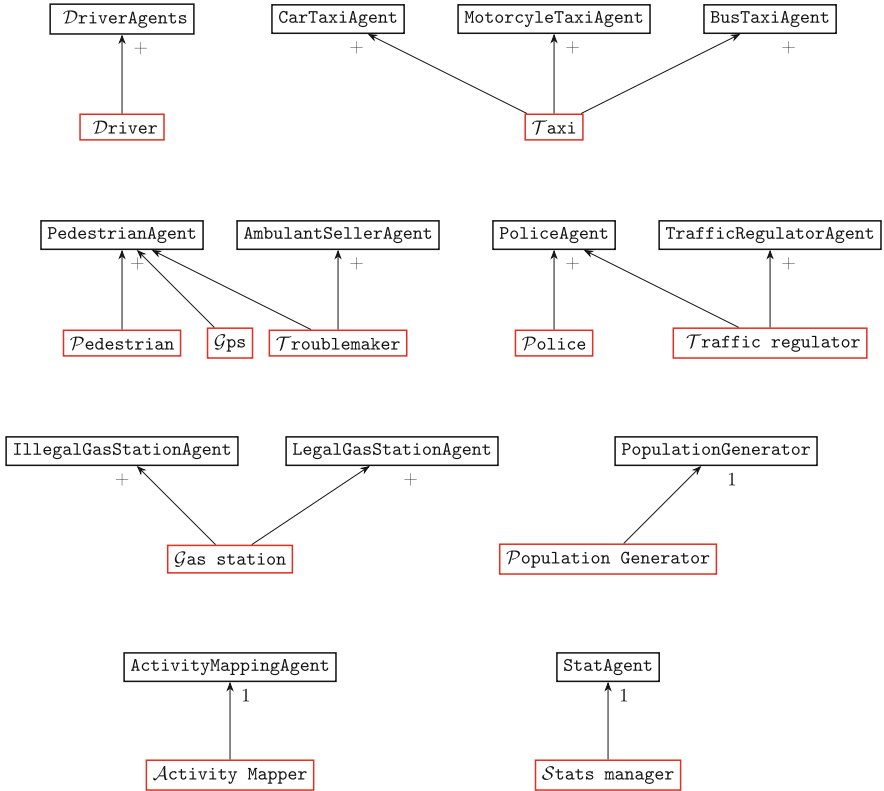 𝒟riverAgents
CarTaxiAgent
MotorcyleTaxiAgent
BusTaxiAgent
+
+
+
+
𝒟river
𝒯axi
PedestrianAgent
AmbulantSellerAgent
PoliceAgent
TrafficRegulatorAgent
+
+
+
+
𝒫edestrian
𝒢ps
𝒯roublemaker
𝒫olice
𝒯raffic regulator
IllegalGasStationAgent
LegalGasStationAgent
PopulationGenerator
+
+
1
𝒢as station
𝒫opulation Generator
ActivityMappingAgent
StatAgent
1
1
𝒜ctivity Mapper
𝒮tats manager